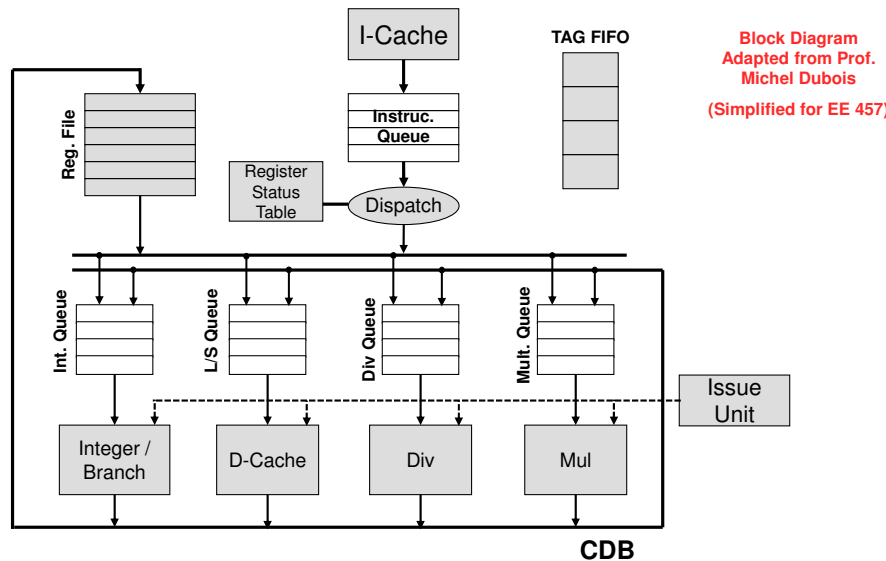 I-Cache
TAG FIFO
Block Diagram
Adapted from Prof.
Michel Dubois
(Simplified for EE 457)
Reg. File
Instruc.
Queue
Register
Status
Table
Dispatch
Int. Queue
L/S Queue
Div Queue
Mult. Queue
Issue
Unit
Integer /
Branch
D-Cache
Div
Mul
CDB